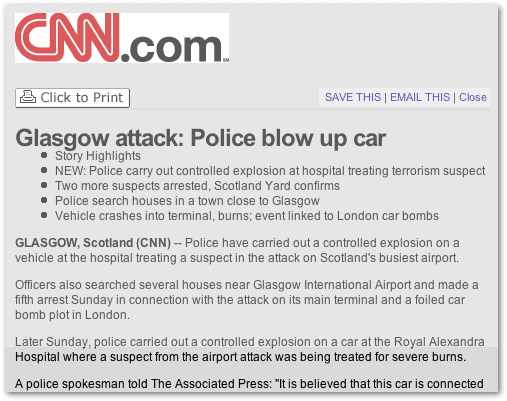 CNN.com
Click to Print
SAVE THIS | EMAIL THIS | Close
Glasgow attack: Police blow up car
Story Highlights
NEW: Police carry out controlled explosion at hospital treating terrorism suspect
Two more suspects arrested, Scotland Yard confirms
Police search houses in a town close to Glasgow
Vehicle crashes into terminal, burns; event linked to London car bombs
GLASGOW, Scotland (CNN) -- Police have carried out a controlled explosion on a
vehicle at the hospital treating a suspect in the attack on Scotland's busiest airport.
Officers also searched several houses near Glasgow International Airport and made a
fifth arrest Sunday in connection with the attack on its main terminal and a foiled car
bomb plot in London.
Later Sunday, police carried out a controlled explosion on a car at the Royal Alexandra
Hospital where a suspect from the airport attack was being treated for severe burns.
A police spokesman told The Associated Press: "It is believed that this car is connected